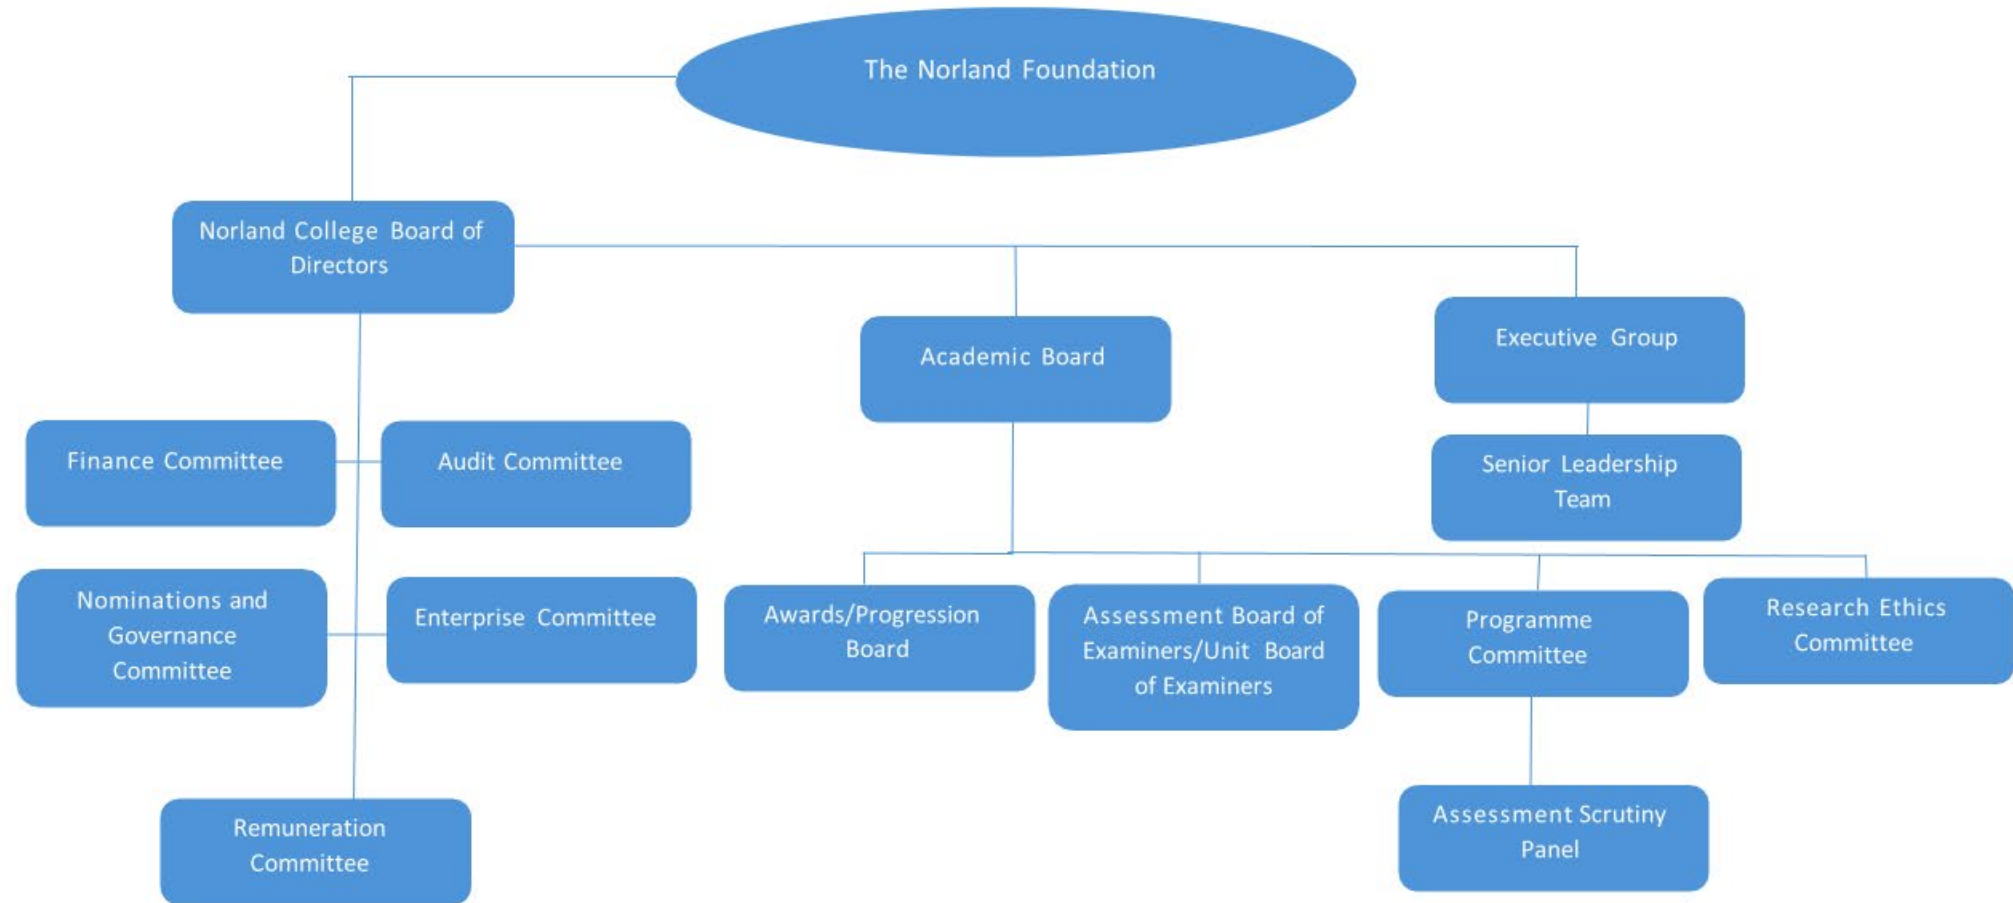 The Norland Foundation
Norland College Board of
Directors
Academic Board
Executive Group
Finance Committee
Audit Committee
Senior Leadership
Team
Nominations and
Governance
Committee
Enterprise Committee
Awards/Progression
Board
Assessment Board of
Examiners/Unit Board
of Examiners
Programme
Committee
Research Ethics
Committee
Remuneration
Committee
Assessment Scrutiny
Panel